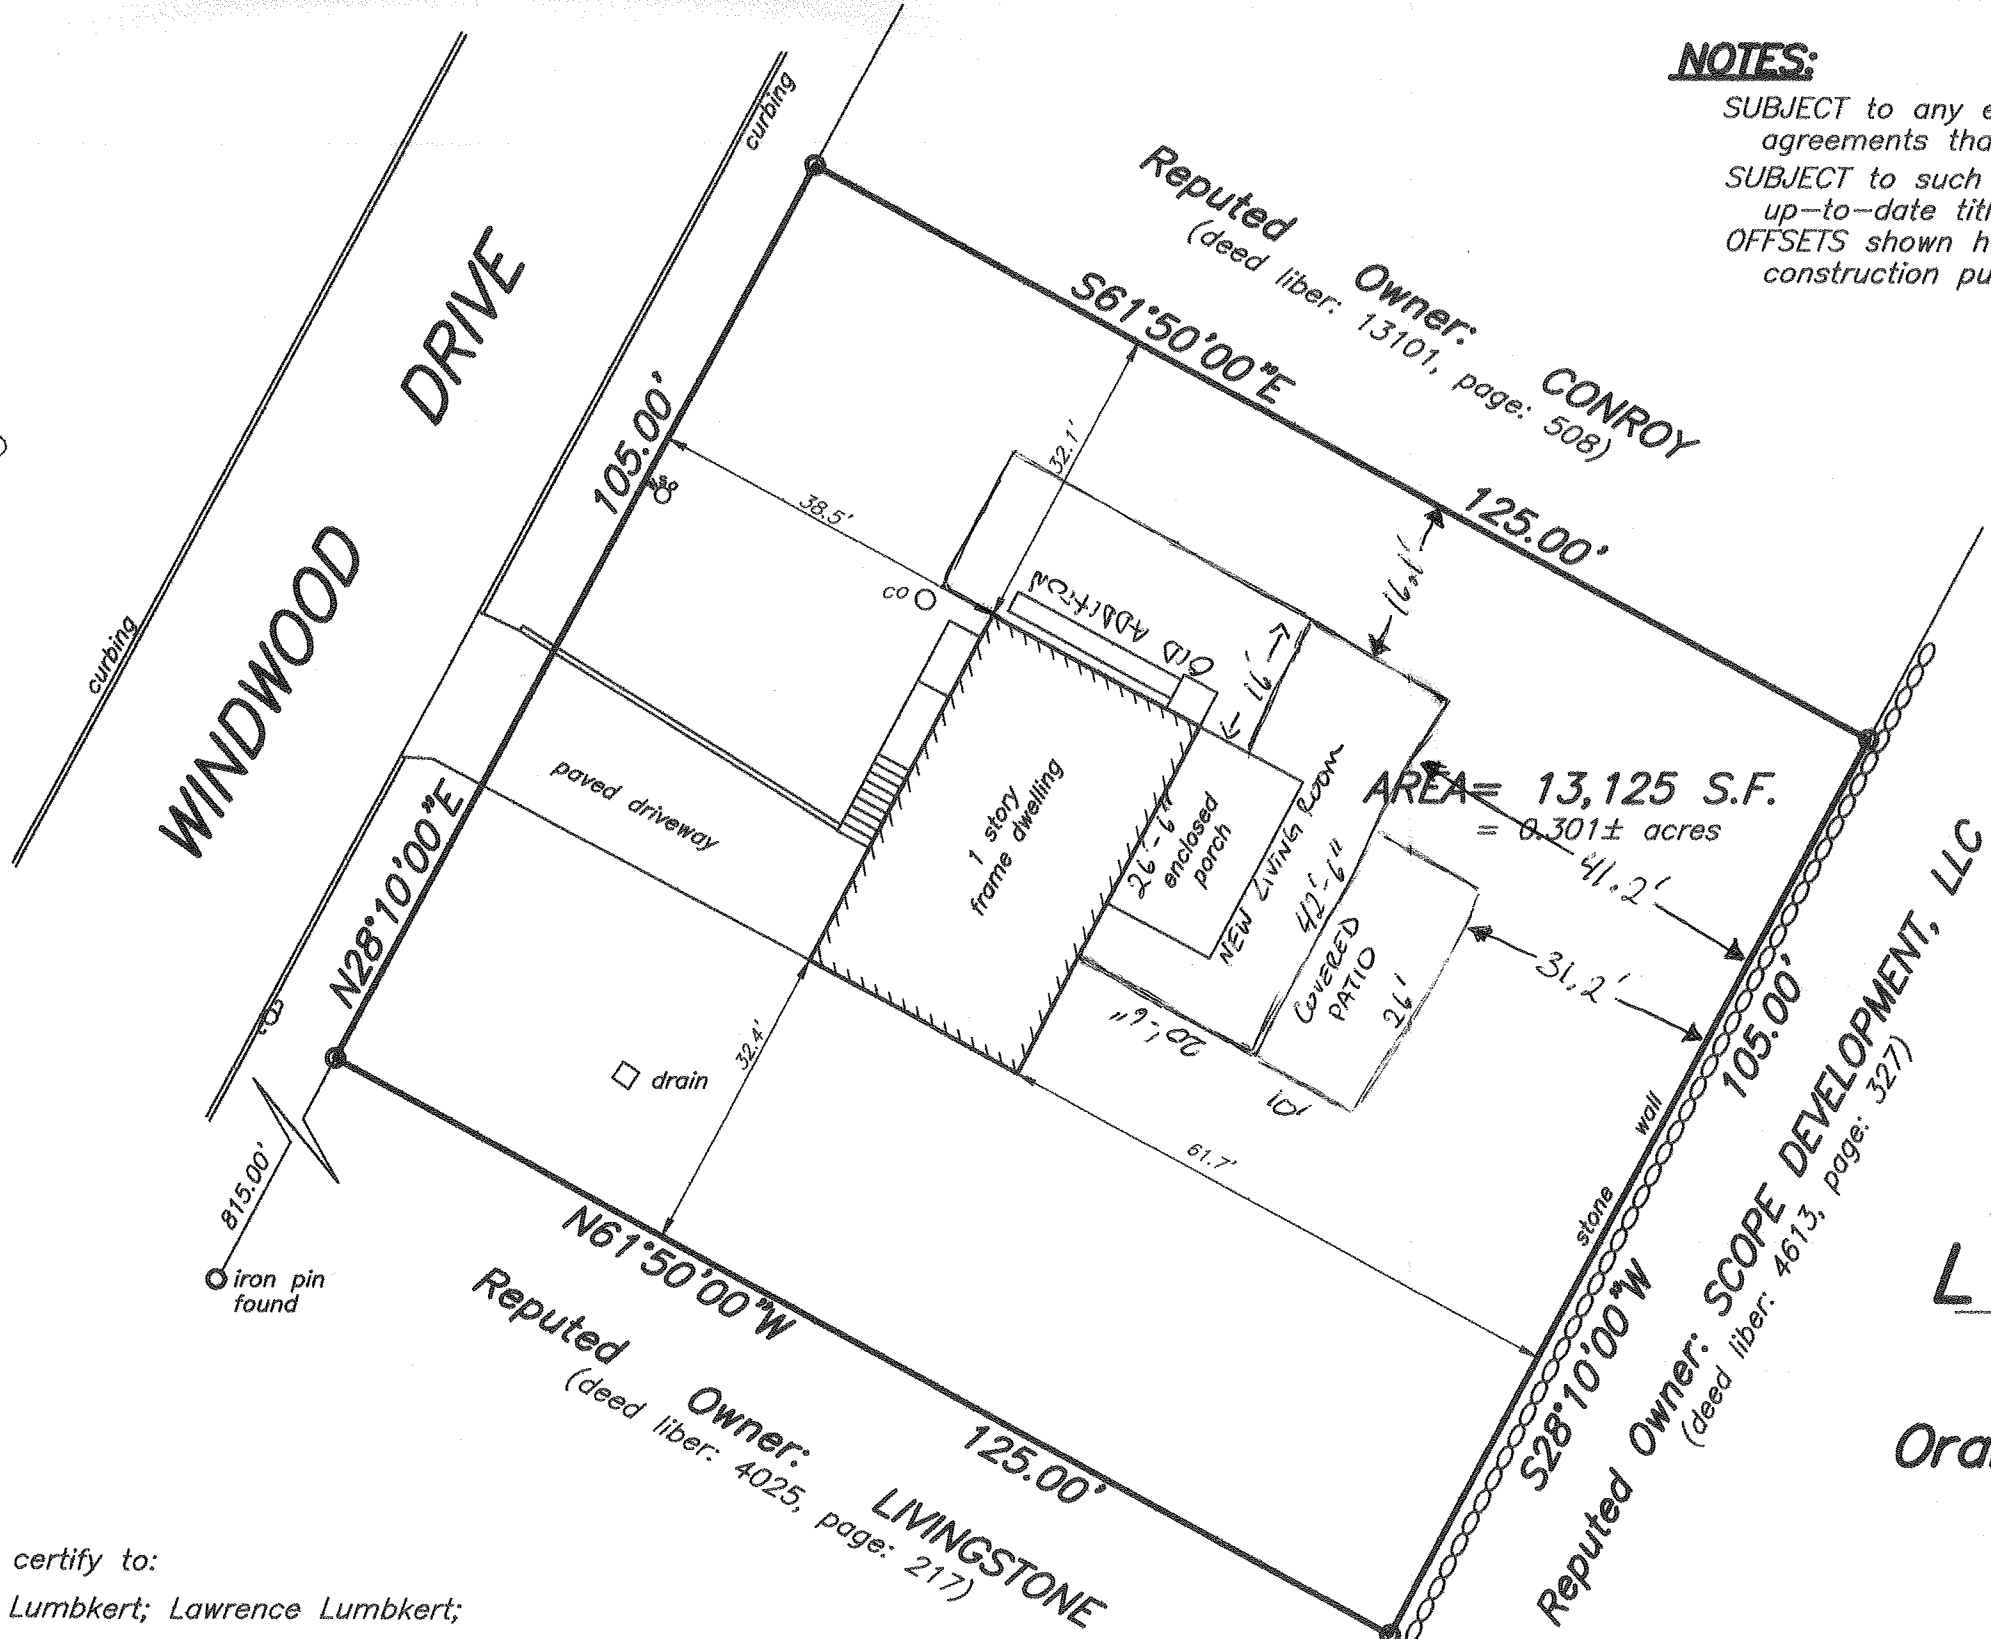 NOTES:
SUBJECT to any e
agreements tha
SUBJECT to such
up-to-date titl
OFFSETS shown h
construction pu
curbing
curbing
WINDWOOD DRIVE
Reputed Owner: CONROY
(deed liber: 13101, page: 508)
S61°50'00"E
125.00'
105.00'
N28°10'00"E
32.1'
38.5'
co
OLD ADDITION
16'
16.1'
paved driveway
1 story
frame dwelling
26'-6"
enclosed
porch
NEW LIVING ROOM
42'-6"
COVERED
PATIO
26'
20'-6"
10'
AREA= 13,125 S.F.
= 0.301± acres
41.2'
31.2'
32.4'
drain
61.7'
stone wall
105.00'
S28°10'00"W
Reputed Owner: SCOPE DEVELOPMENT, LLC
(deed liber: 4613, page: 327)
815.00'
iron pin
found
N61°50'00"W
125.00'
Reputed Owner: LIVINGSTONE
(deed liber: 4025, page: 217)
L
Ora
certify to:
Lumbkert; Lawrence Lumbkert;